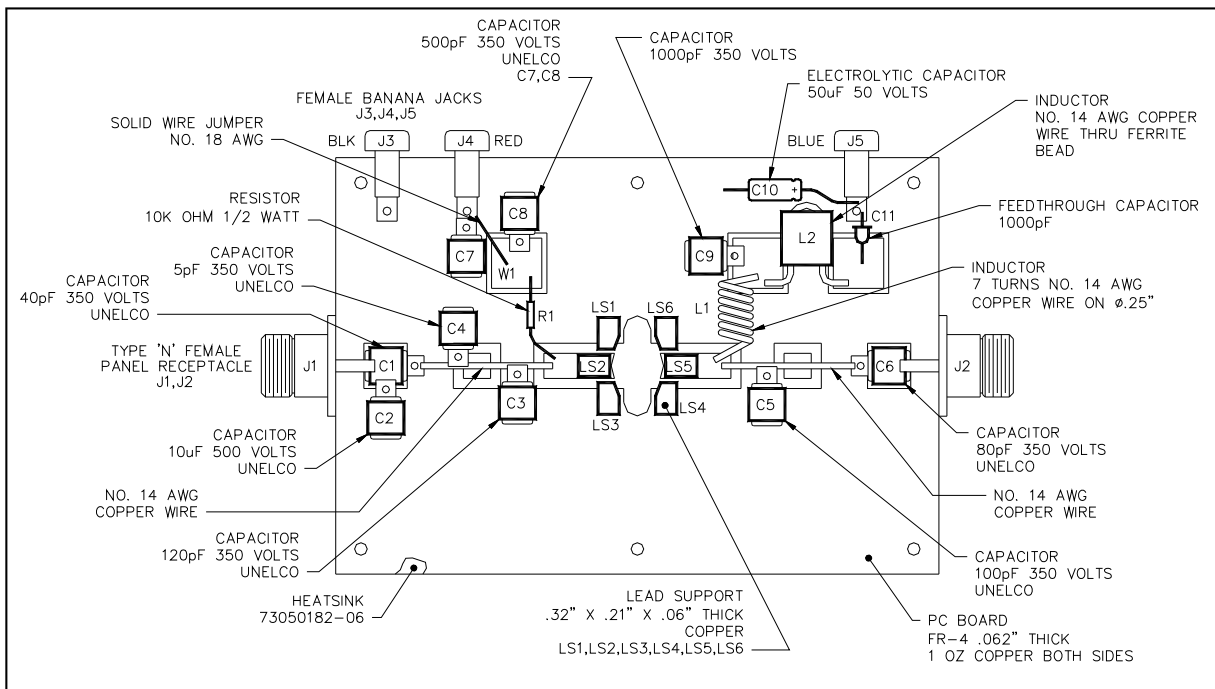 CAPACITOR
500pF 350 VOLTS
UNELCO
C7,C8
CAPACITOR
1000pF 350 VOLTS
ELECTROLYTIC CAPACITOR
50uF 50 VOLTS
INDUCTOR
NO. 14 AWG COPPER
WIRE THRU FERRITE
BEAD
FEMALE BANANA JACKS
J3,J4,J5
SOLID WIRE JUMPER
NO. 18 AWG
BLK
J3
J4
RED
BLUE
J5
RESISTOR
10K OHM 1/2 WATT
C10
+
C8
C11
FEEDTHROUGH CAPACITOR
1000pF
CAPACITOR
5pF 350 VOLTS
UNELCO
C7
W1
C9
L2
INDUCTOR
7 TURNS NO. 14 AWG
COPPER WIRE ON ø.25"
CAPACITOR
40pF 350 VOLTS
UNELCO
C4
R1
LS1
LS6
L1
TYPE 'N' FEMALE
PANEL RECEPTACLE
J1,J2
J1
C1
LS2
LS5
C6
J2
C2
C3
LS3
LS4
C5
CAPACITOR
10uF 500 VOLTS
UNELCO
CAPACITOR
80pF 350 VOLTS
UNELCO
NO. 14 AWG
COPPER WIRE
NO. 14 AWG
COPPER WIRE
CAPACITOR
120pF 350 VOLTS
UNELCO
CAPACITOR
100pF 350 VOLTS
UNELCO
HEATSINK
73050182-06
LEAD SUPPORT
.32" X .21" X .06" THICK
COPPER
LS1,LS2,LS3,LS4,LS5,LS6
PC BOARD
FR-4 .062" THICK
1 OZ COPPER BOTH SIDES